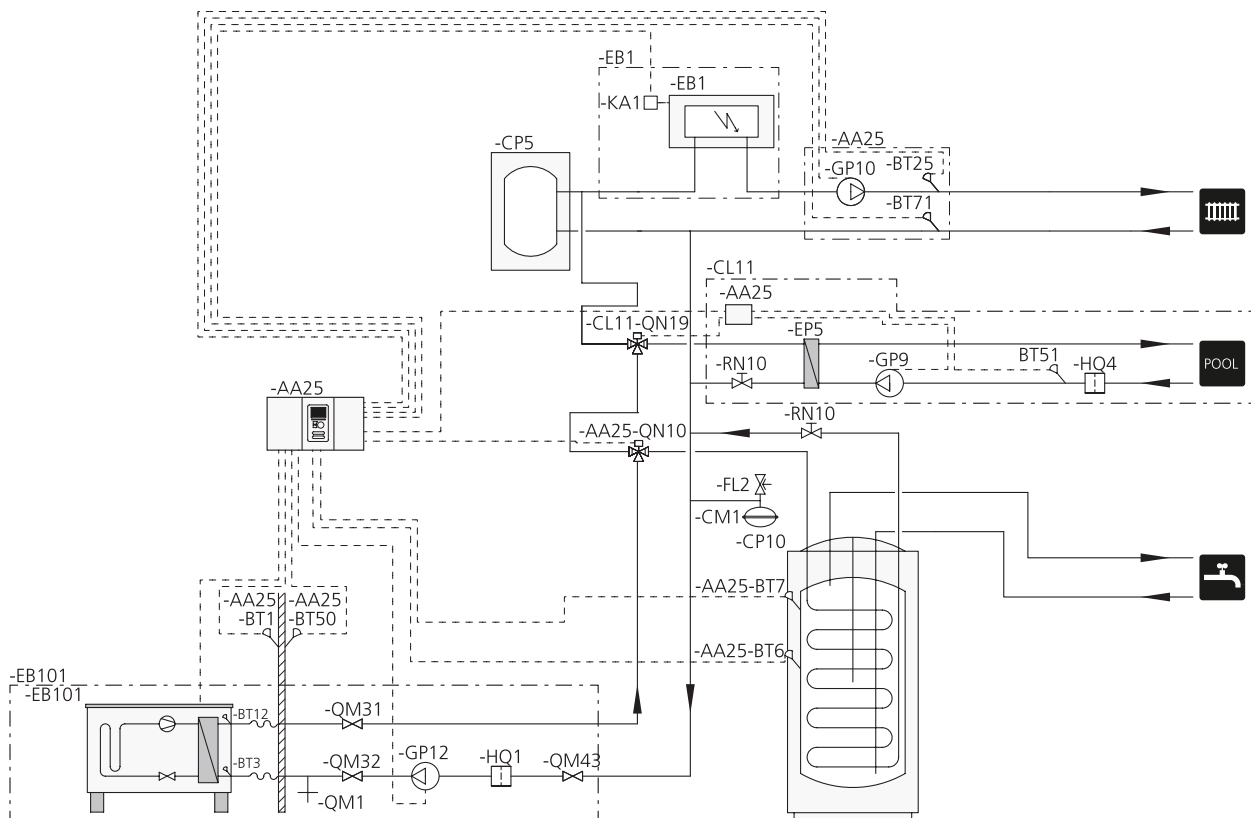 -EB1
-EB1
-KA1
-CP5
-AA25
-GP10
-BT25
-BT71
-CL11
-AA25
-CL11-QN19
-EP5
-RN10
-GP9
BT51
-HQ4
POOL
-AA25
-RN10
-AA25-QN10
-FL2
-CM1
-CP10
-AA25-BT7
-AA25
-AA25
-BT1
-BT50
-AA25-BT6
-EB101
-EB101
-BT12
-QM31
-BT3
-QM32
-GP12
-HQ1
-QM43
-QM1